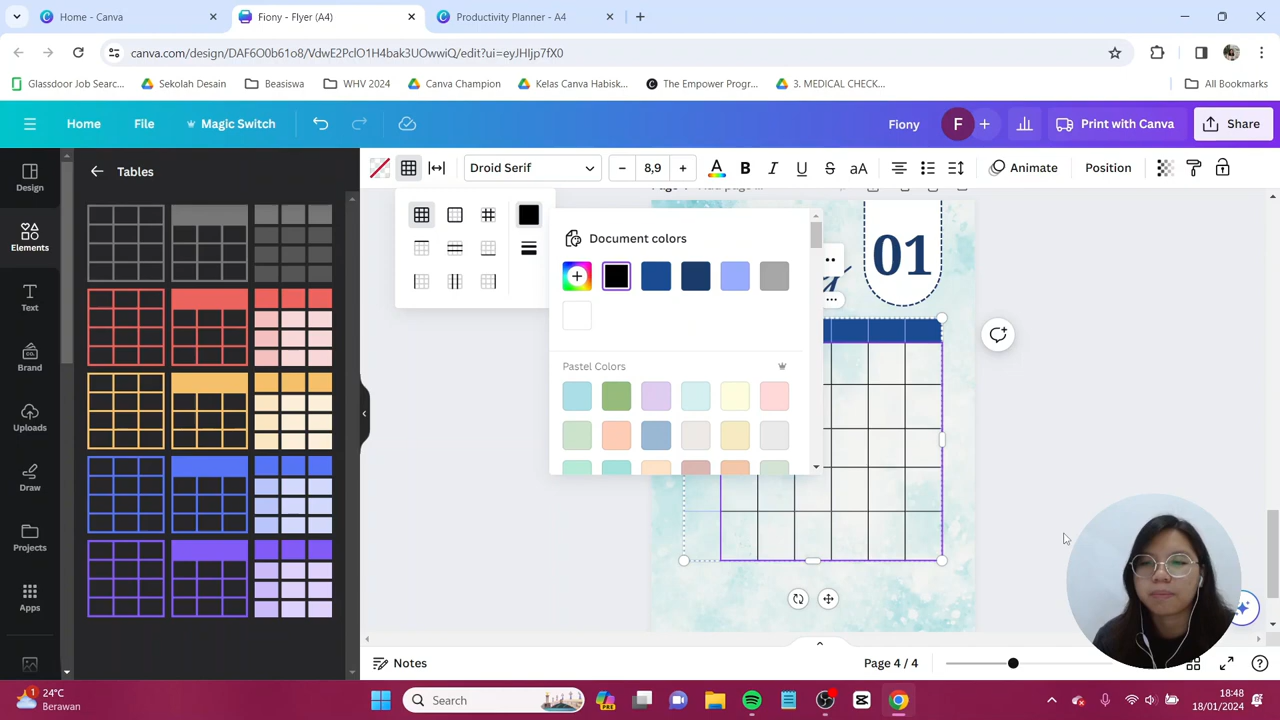 Home - Canva
Fiony - Flyer (A4)
Productivity Planner - A4
canva.com/design/DAF6O0b61o8/VdwE2PclO1H4bak3UOwwiQ/edit?ui=eyJHIjp7fX0
Glassdoor Job Searc...
Sekolah Desain
Beasiswa
WHV 2024
Canva Champion
Kelas Canva Habisk...
The Empower Progr...
3. MEDICAL CHECK...
All Bookmarks
Home
File
Magic Switch
Fiony
F
Print with Canva
Share
Tables
Droid Serif
8,9
A
B
I
U
S
aA
Animate
Position
Design
Elements
Text
Brand
Uploads
Draw
Projects
Apps
Document colors
01
Pastel Colors
Notes
Page 4 / 4
1
24°C
Berawan
Search
PRE
18:48
18/01/2024